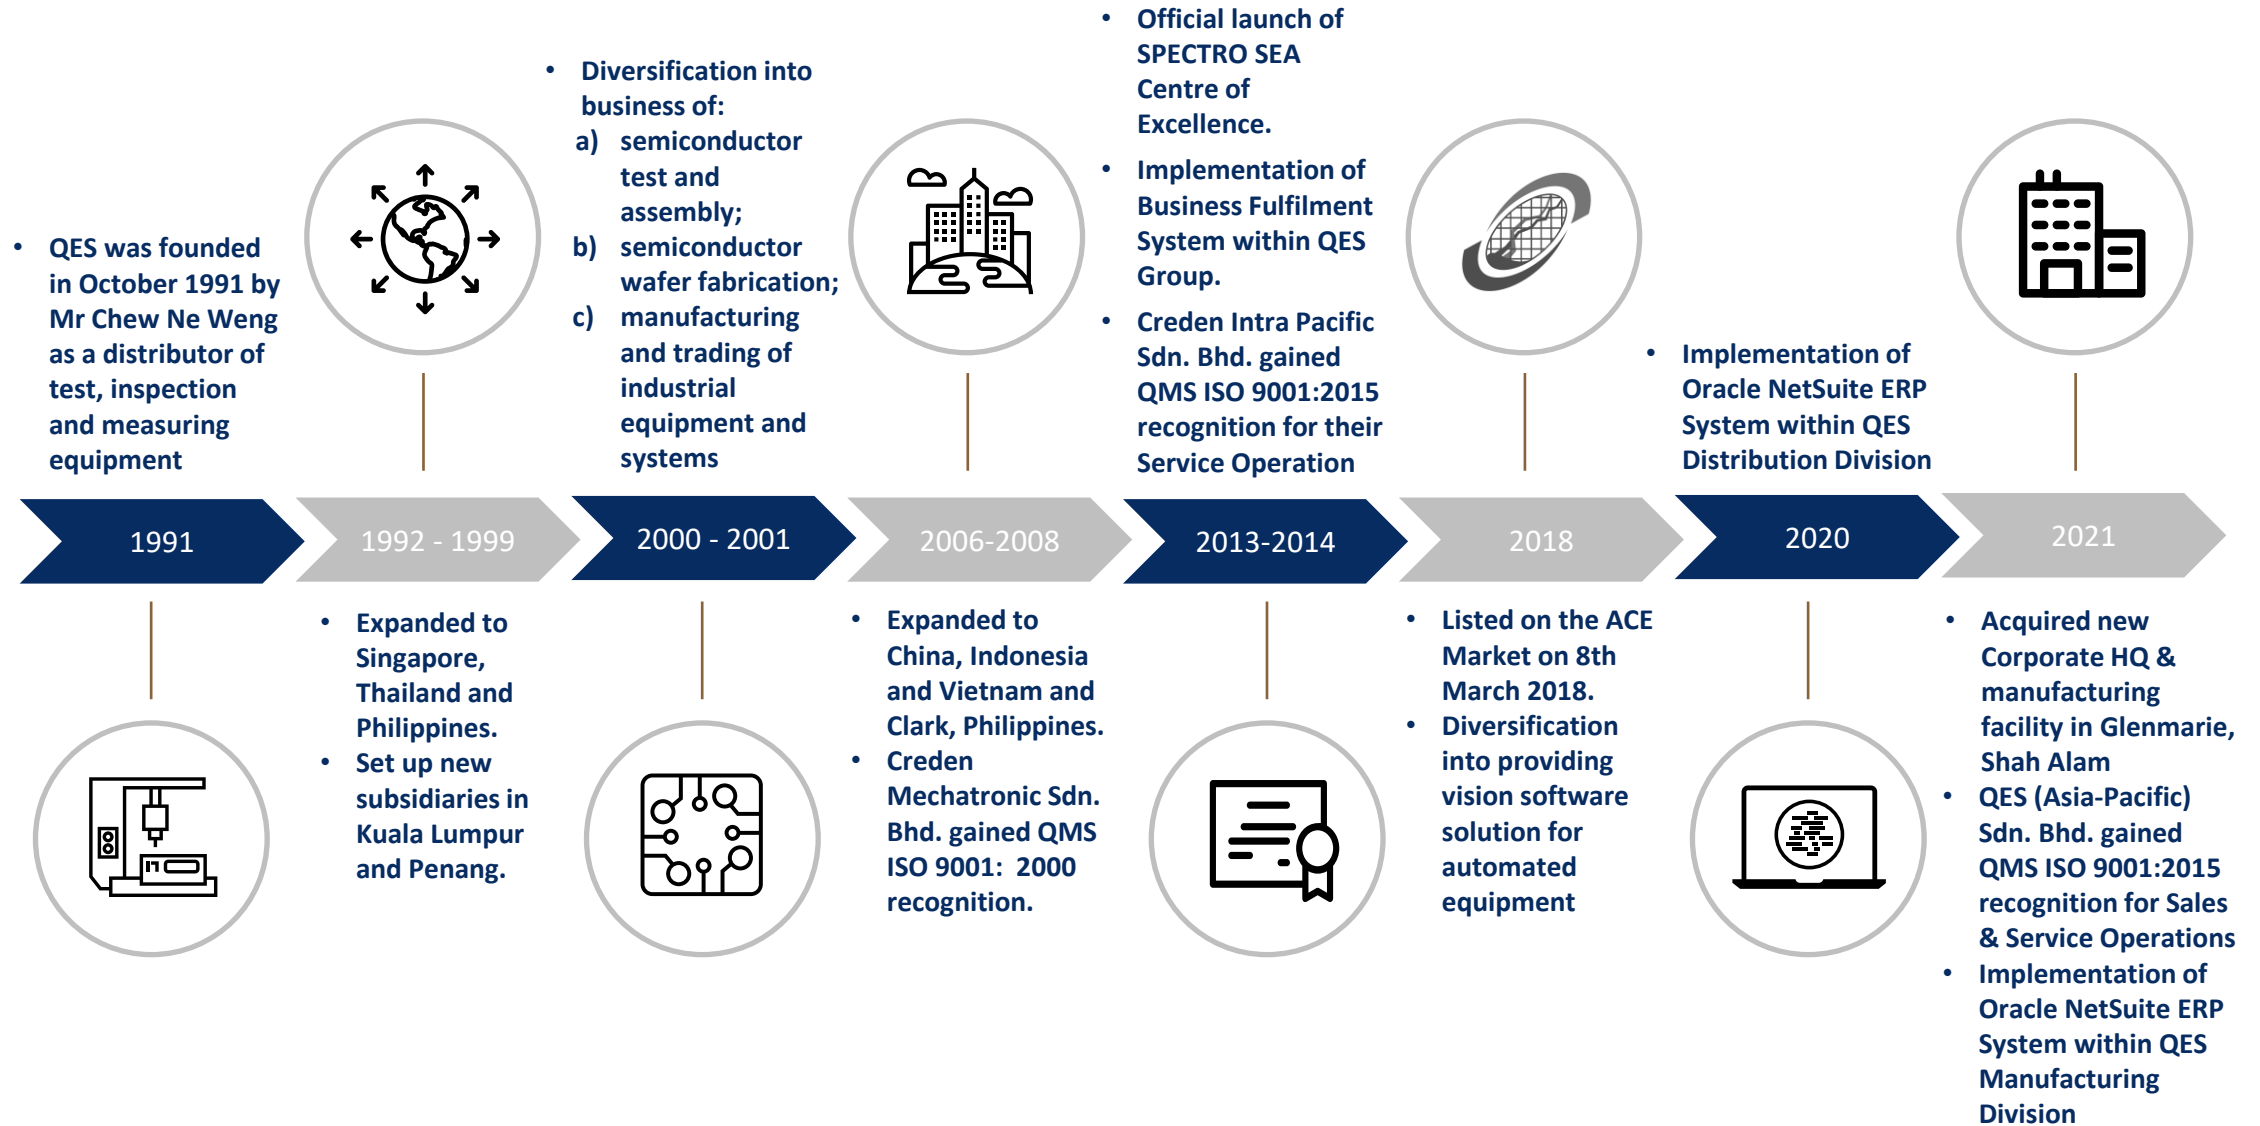 • QES was founded
in October 1991 by
Mr Chew Ne Weng
as a distributor of
test, inspection
and measuring
equipment
1991
1992 - 1999
• Expanded to
Singapore,
Thailand and
Philippines.
• Set up new
subsidiaries in
Kuala Lumpur
and Penang.
• Diversification into
business of:
a) semiconductor
test and
assembly;
b) semiconductor
wafer fabrication;
c) manufacturing
and trading of
industrial
equipment and
systems
2000 - 2001
2006-2008
• Expanded to
China, Indonesia
and Vietnam and
Clark, Philippines.
• Creden
Mechatronic Sdn.
Bhd. gained QMS
ISO 9001: 2000
recognition.
• Official launch of
SPECTRO SEA
Centre of
Excellence.
• Implementation of
Business Fulfilment
System within QES
Group.
• Creden Intra Pacific
Sdn. Bhd. gained
QMS ISO 9001:2015
recognition for their
Service Operation
2013-2014
2018
• Listed on the ACE
Market on 8th
March 2018.
• Diversification
into providing
vision software
solution for
automated
equipment
• Implementation of
Oracle NetSuite ERP
System within QES
Distribution Division
2020
2021
• Acquired new
Corporate HQ &
manufacturing
facility in Glenmarie,
Shah Alam
• QES (Asia-Pacific)
Sdn. Bhd. gained
QMS ISO 9001:2015
recognition for Sales
& Service Operations
• Implementation of
Oracle NetSuite ERP
System within QES
Manufacturing
Division